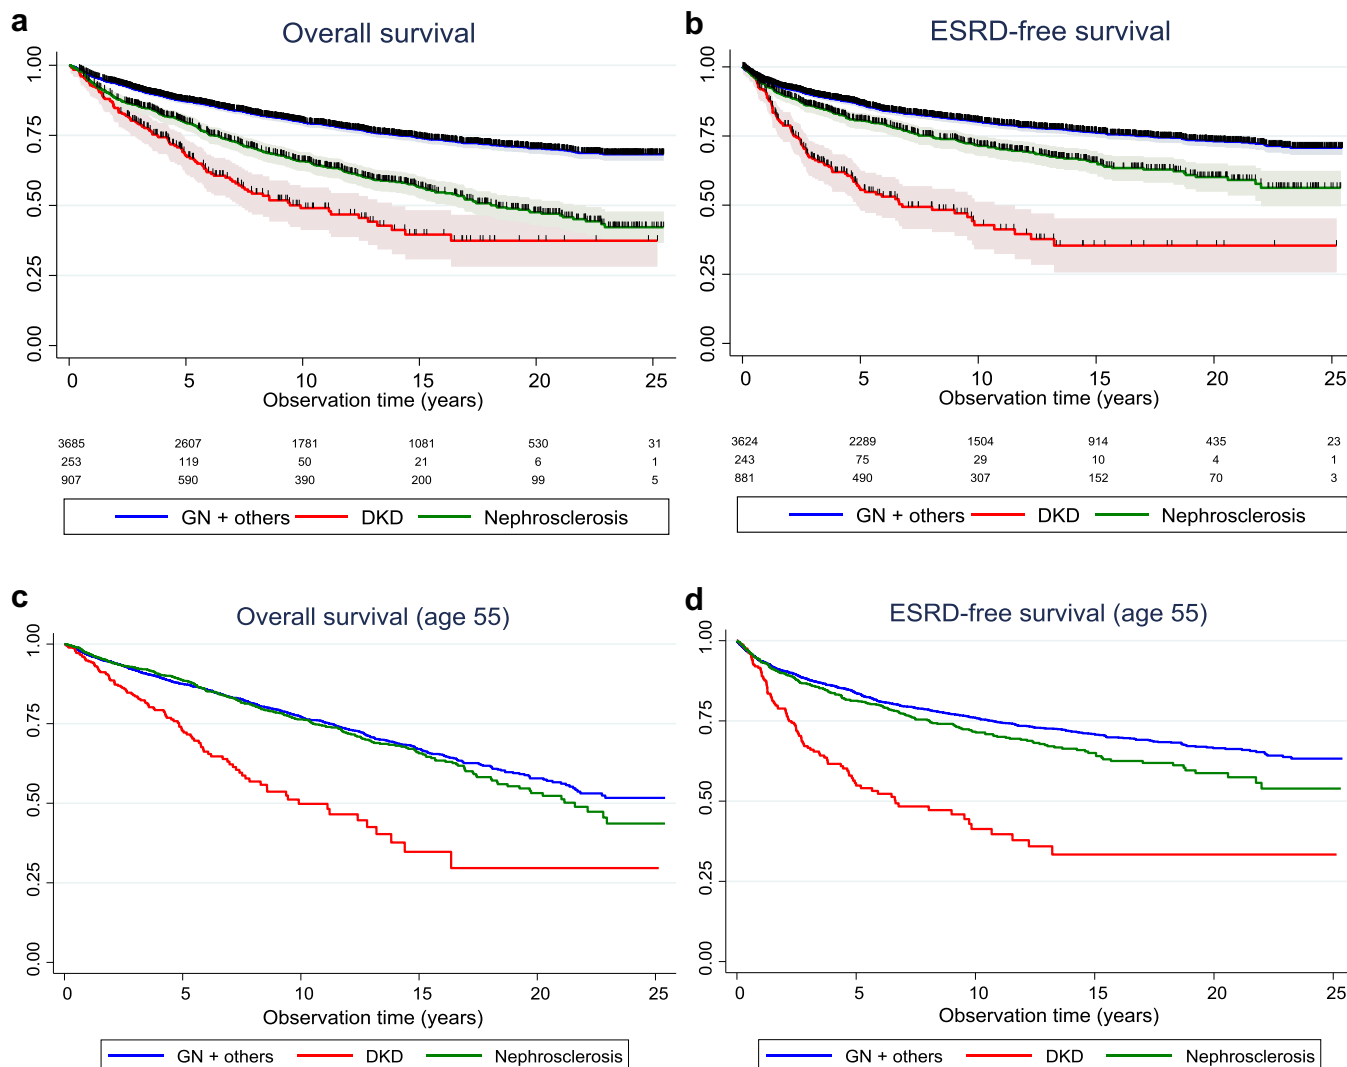 a
Overall survival
1.00
0.75
0.50
0.25
0.00
0 5 10 15 20 25
Observation time (years)
3685 2607 1781 1081 530 31
253 119 50 21 6 1
907 590 390 200 99 5
GN + others DKD Nephrosclerosis
b
ESRD-free survival
1.00
0.75
0.50
0.25
0.00
0 5 10 15 20 25
Observation time (years)
3624 2289 1504 914 435 23
243 75 29 10 4 1
881 490 307 152 70 3
GN + others DKD Nephrosclerosis
c
Overall survival (age 55)
1.00
0.75
0.50
0.25
0.00
0 5 10 15 20 25
Observation time (years)
GN + others DKD Nephrosclerosis
d
ESRD-free survival (age 55)
1.00
0.75
0.50
0.25
0.00
0 5 10 15 20 25
Observation time (years)
GN + others DKD Nephrosclerosis